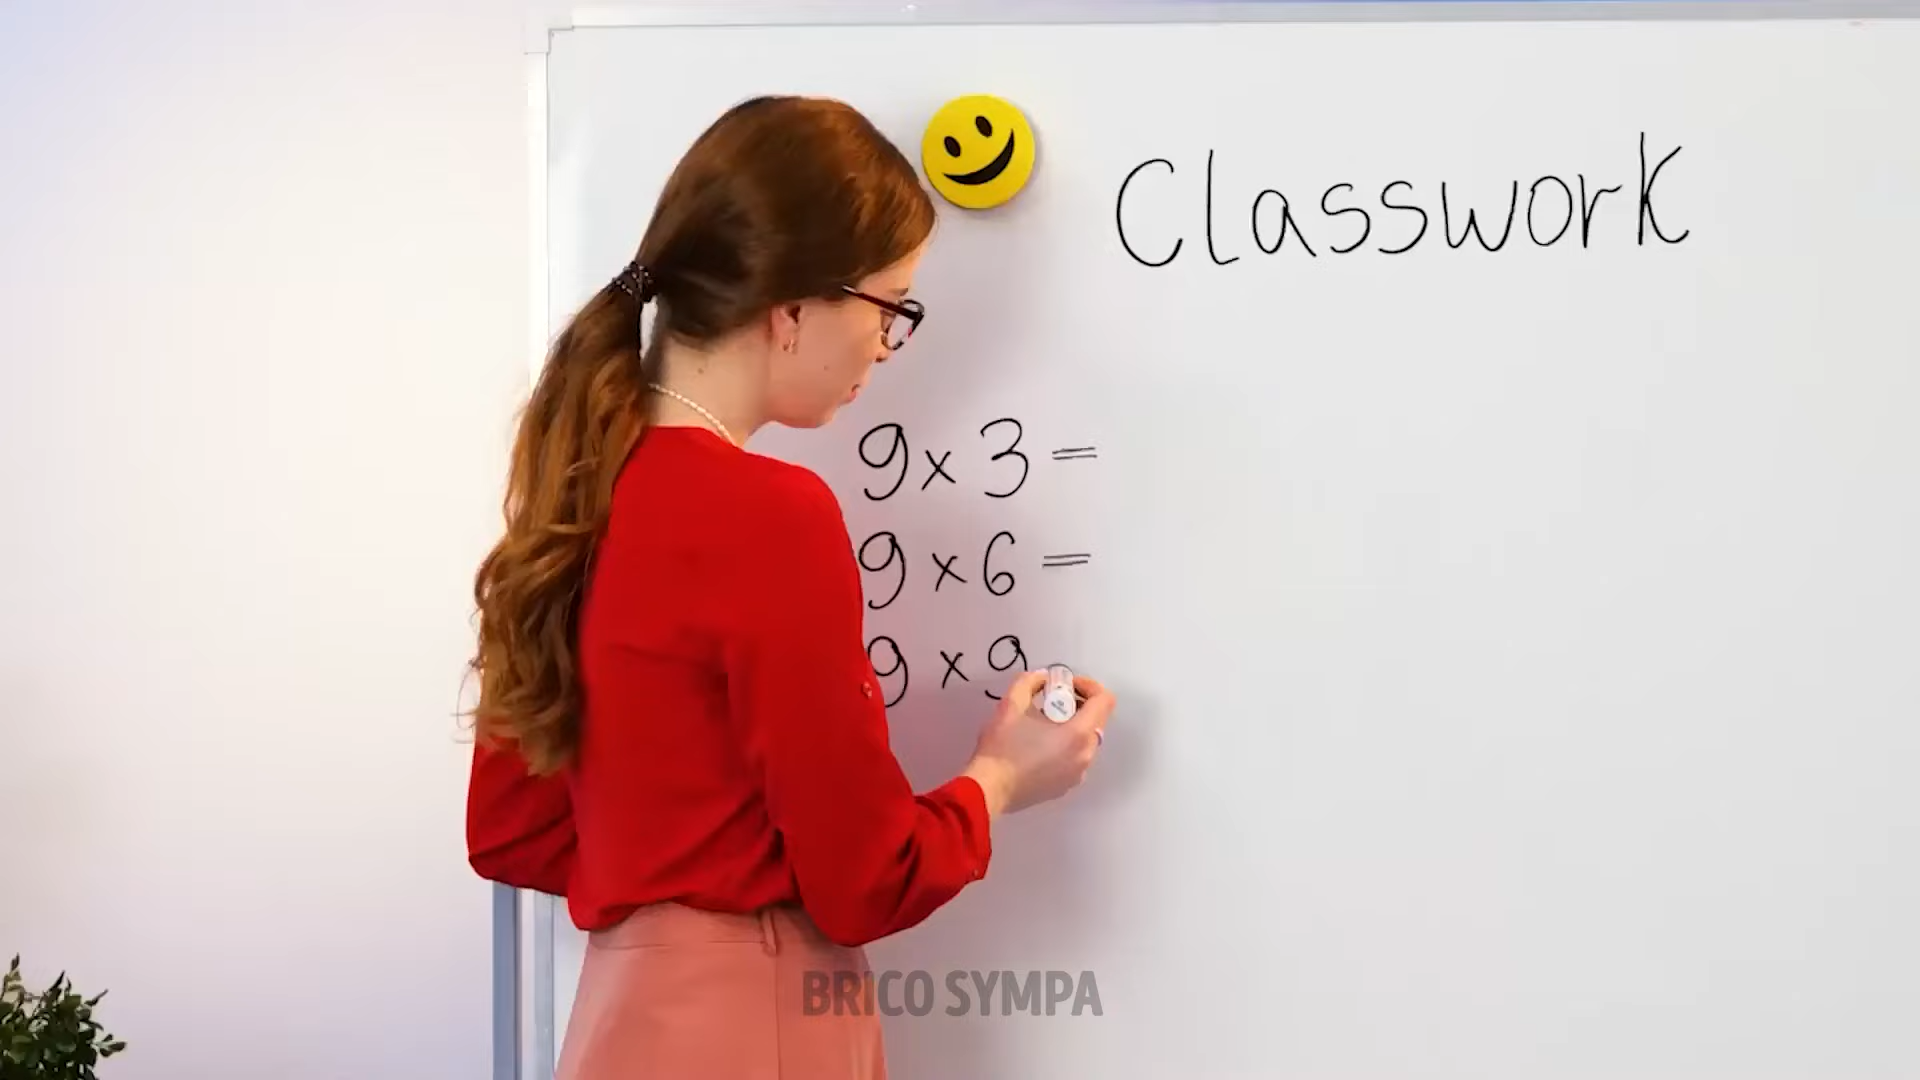 Classwork
9 x 3 =
9 x 6 =
9 x 9
BRICO SYMPA